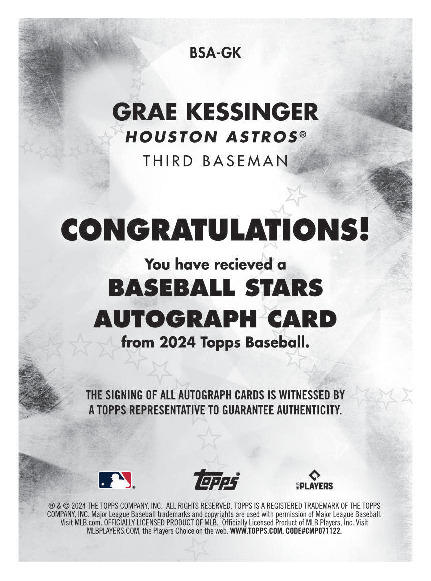 BSA-GK
GRAE KESSINGER
HOUSTON ASTROS®
THIRD BASEMAN
CONGRATULATIONS!
You have recieved a
BASEBALL STARS
AUTOGRAPH CARD
from 2024 Topps Baseball.
THE SIGNING OF ALL AUTOGRAPH CARDS IS WITNESSED BY
A TOPPS REPRESENTATIVE TO GUARANTEE AUTHENTICITY.
topps
MLBPLAYERS
® & © 2024 THE TOPPS COMPANY, INC. ALL RIGHTS RESERVED. TOPPS IS A REGISTERED TRADEMARK OF THE TOPPS
COMPANY, INC. Major League Baseball trademarks and copyrights are used with permission of Major League Baseball.
Visit MLB.com. OFFICIALLY LICENSED PRODUCT OF MLB. Officially Licensed Product of MLB Players, Inc. Visit
MLBPLAYERS.COM, the Players Choice on the web. WWW.TOPPS.COM. CODE#CMP071122.